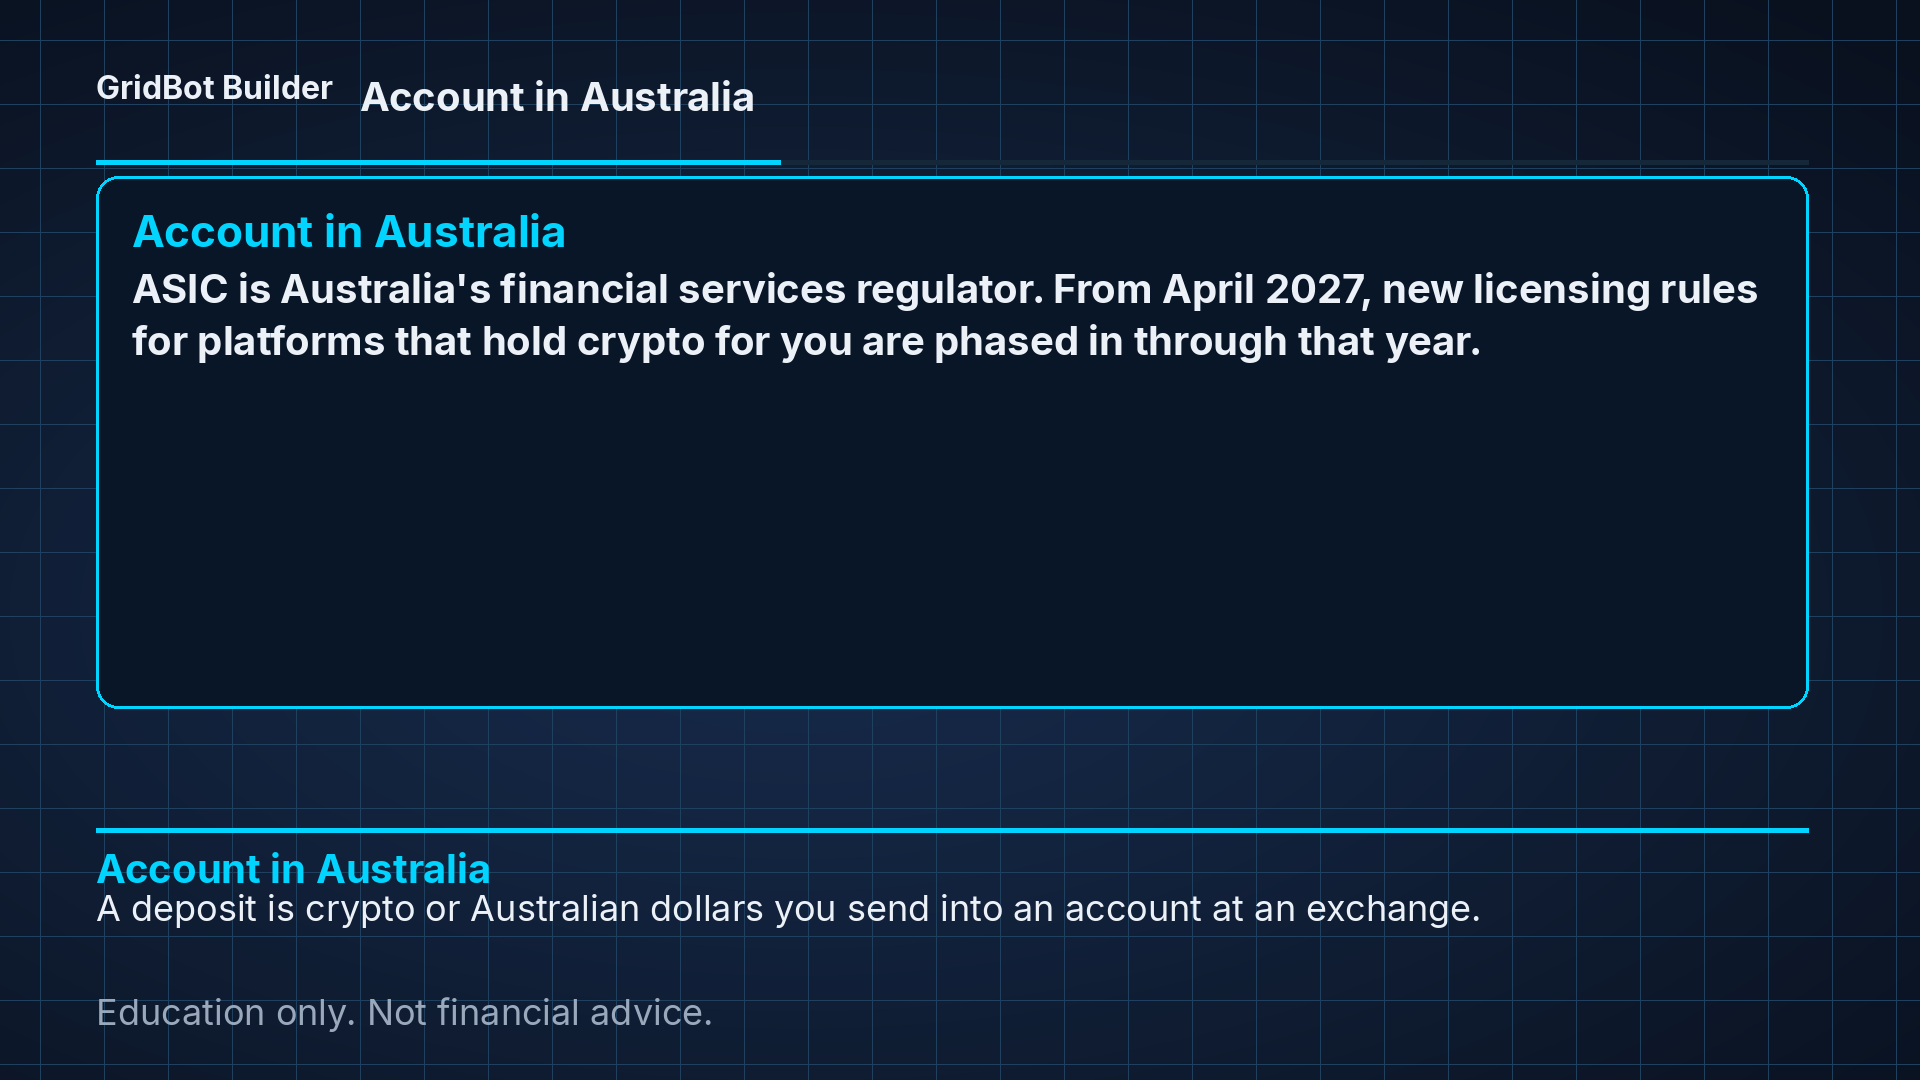 GridBot Builder
Account in Australia
Account in Australia
ASIC is Australia's financial services regulator. From April 2027, new licensing rules
for platforms that hold crypto for you are phased in through that year.
Account in Australia
A deposit is crypto or Australian dollars you send into an account at an exchange.
Education only. Not financial advice.